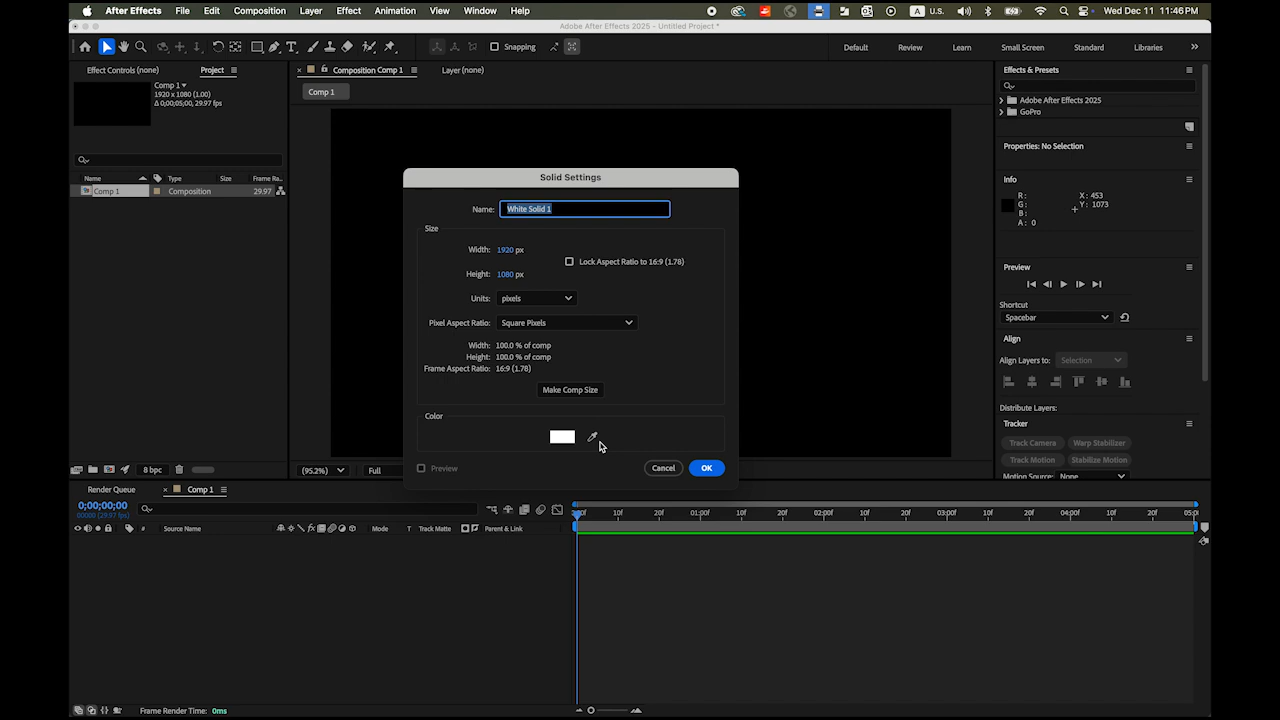 After Effects File Edit Composition Layer Effect Animation View Window Help A U.S. Wed Dec 11 11:46 PM
Adobe After Effects 2025 - Untitled Project *
Snapping Default Review Learn Small Screen Standard Libraries
Effect Controls (none) Project Composition Comp 1 Layer (none) Effects & Presets
Comp 1
1920 x 1080 (1.00)
Δ 0;00;05;00, 29.97 fps
Comp 1
Adobe After Effects 2025
GoPro
Properties: No Selection
Name Type Size Frame Ra...
Comp 1 Composition 29.97
Info
R: X: 453
G: Y: 1073
B:
A: 0
Solid Settings
Name: White Solid 1
Size
Width: 1920 px
Lock Aspect Ratio to 16:9 (1.78)
Height: 1080 px
Units: pixels
Pixel Aspect Ratio: Square Pixels
Width: 100.0 % of comp
Height: 100.0 % of comp
Frame Aspect Ratio: 16:9 (1.78)
Make Comp Size
Color
Preview Cancel OK
Preview
Shortcut
Spacebar
Align
Align Layers to: Selection
Distribute Layers:
Tracker
Track Camera Warp Stabilizer
Track Motion Stabilize Motion
Motion Source: None
8 bpc (95.2%) Full
Render Queue Comp 1
0;00;00;00
00000 (29.97 fps)
# Source Name Mode T Track Matte Parent & Link
:00f 10f 20f 01:00f 10f 20f 02:00f 10f 20f 03:00f 10f 20f 04:00f 10f 20f 05:0
Frame Render Time: 0ms